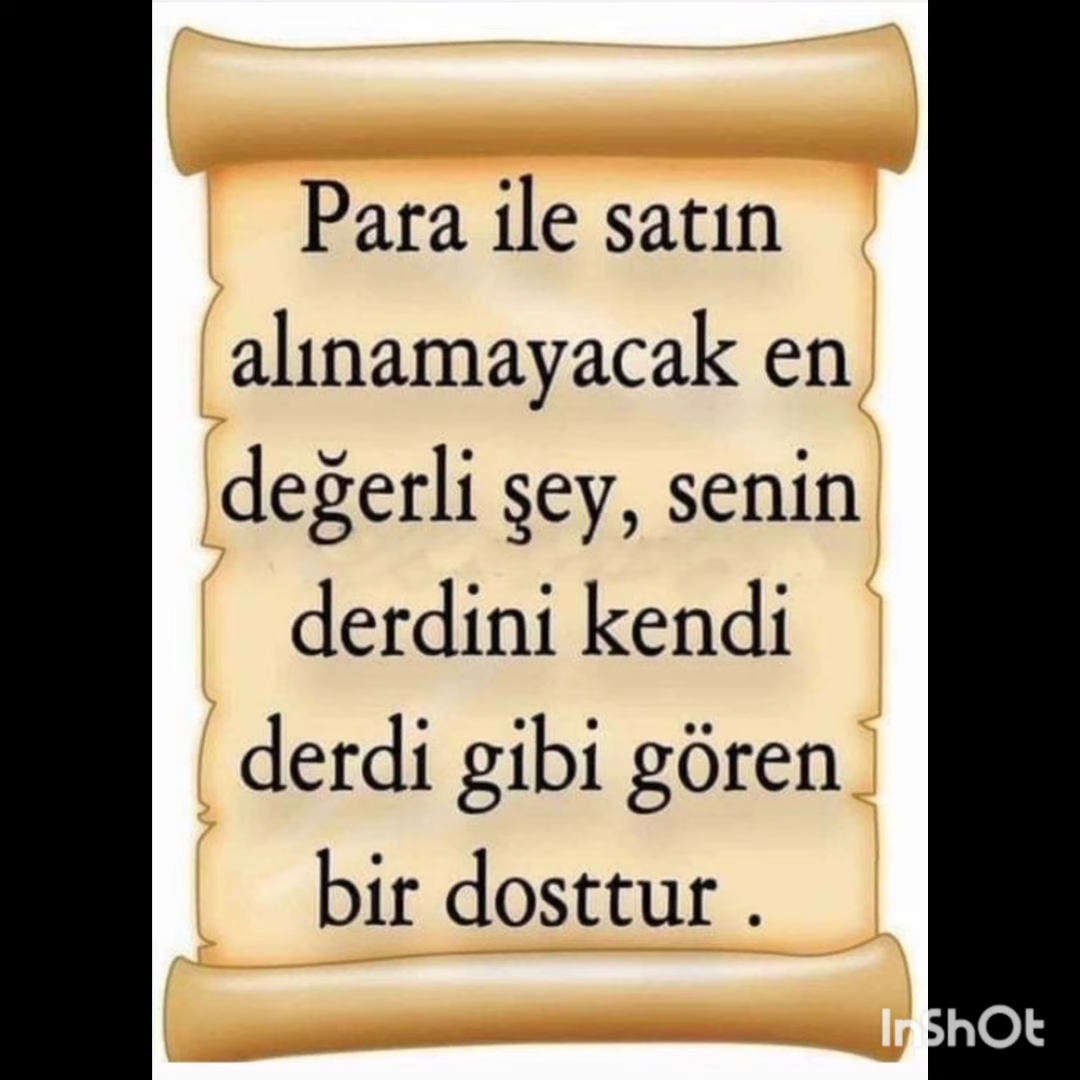 Para ile satın
alınamayacak en
değerli şey, senin
derdini kendi
derdi gibi gören
bir dosttur .
InShOt